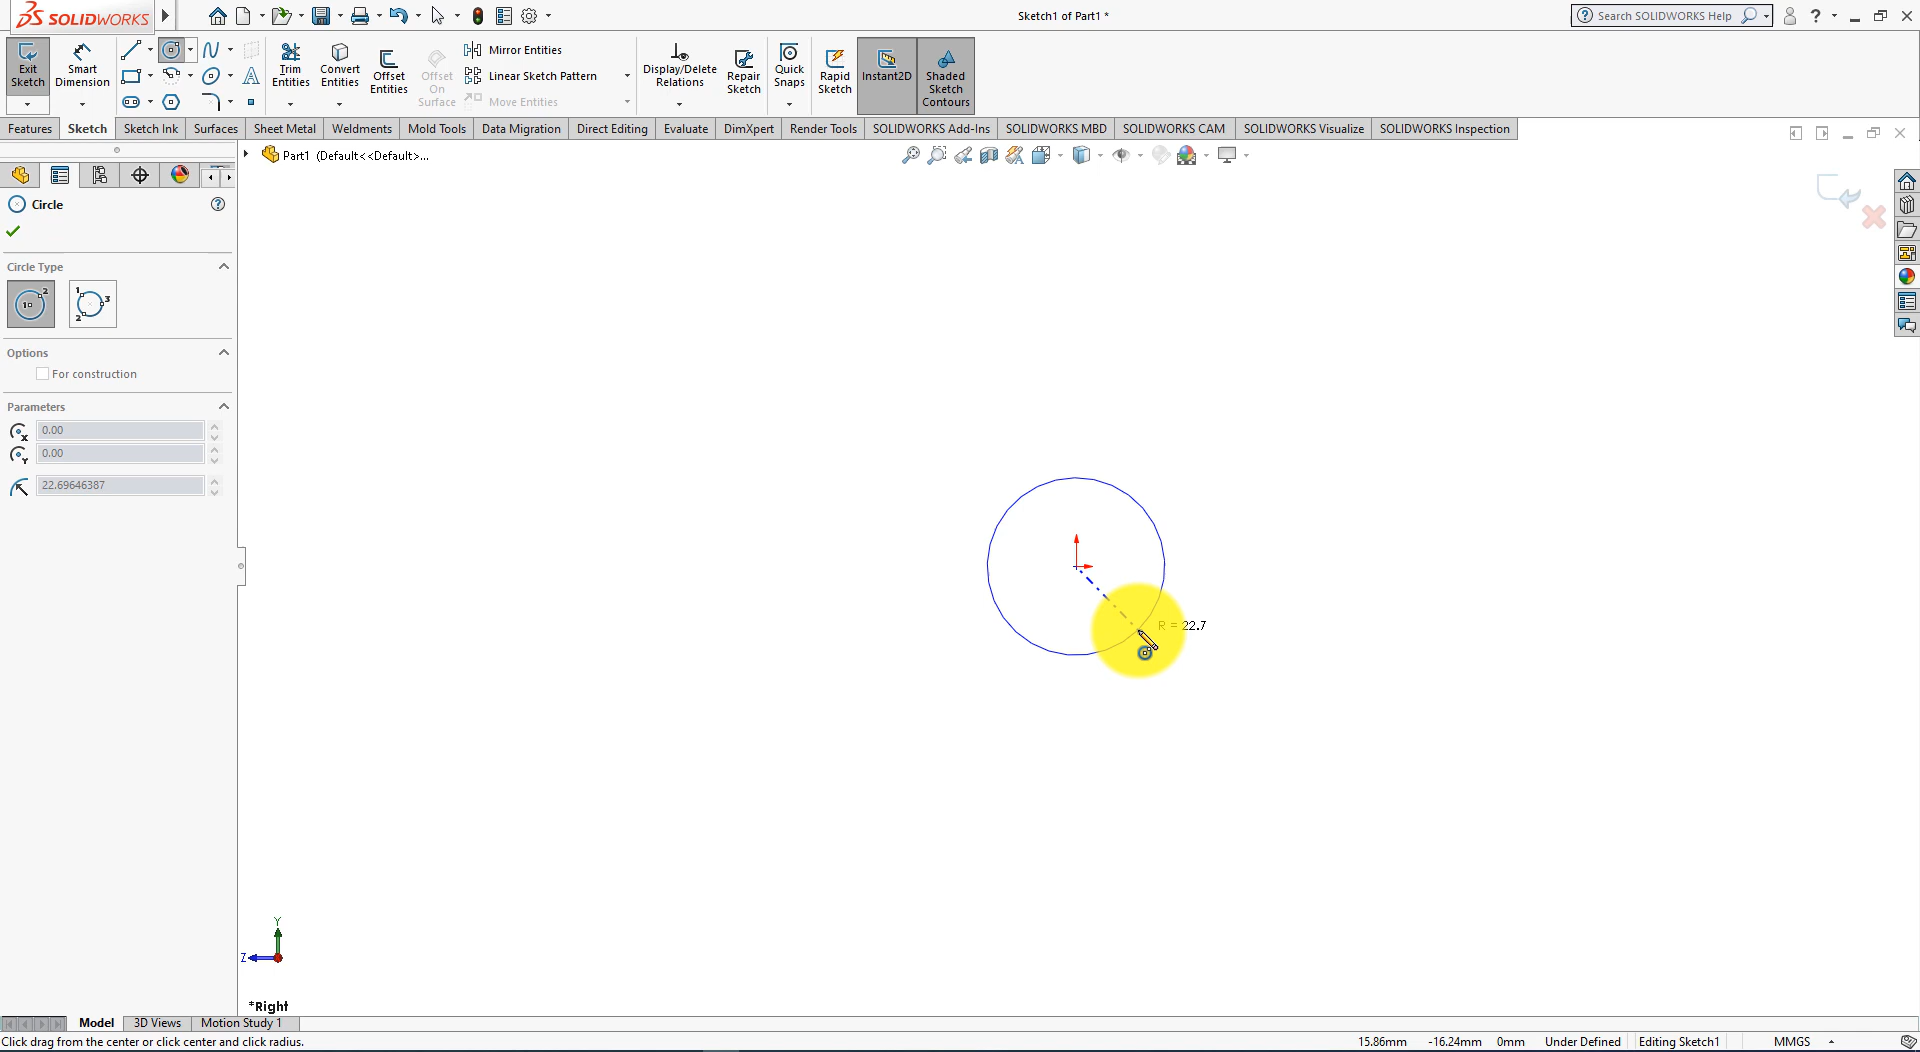 SOLIDWORKS
Sketch1 of Part1 *
Search SOLIDWORKS Help
Exit Sketch
Smart Dimension
Trim Entities
Convert Entities
Offset Entities
Offset On Surface
Mirror Entities
Linear Sketch Pattern
Move Entities
Display/Delete Relations
Repair Sketch
Quick Snaps
Rapid Sketch
Instant2D
Shaded Sketch Contours
Features
Sketch
Sketch Ink
Surfaces
Sheet Metal
Weldments
Mold Tools
Data Migration
Direct Editing
Evaluate
DimXpert
Render Tools
SOLIDWORKS Add-Ins
SOLIDWORKS MBD
SOLIDWORKS CAM
SOLIDWORKS Visualize
SOLIDWORKS Inspection
Part1 (Default<<Default>...
Circle
Circle Type
Options
For construction
Parameters
0.00
0.00
22.69646387
R = 22.7
Y
Z
*Right
Model
3D Views
Motion Study 1
Click drag from the center or click center and click radius.
15.86mm
-16.24mm
0mm
Under Defined
Editing Sketch1
MMGS